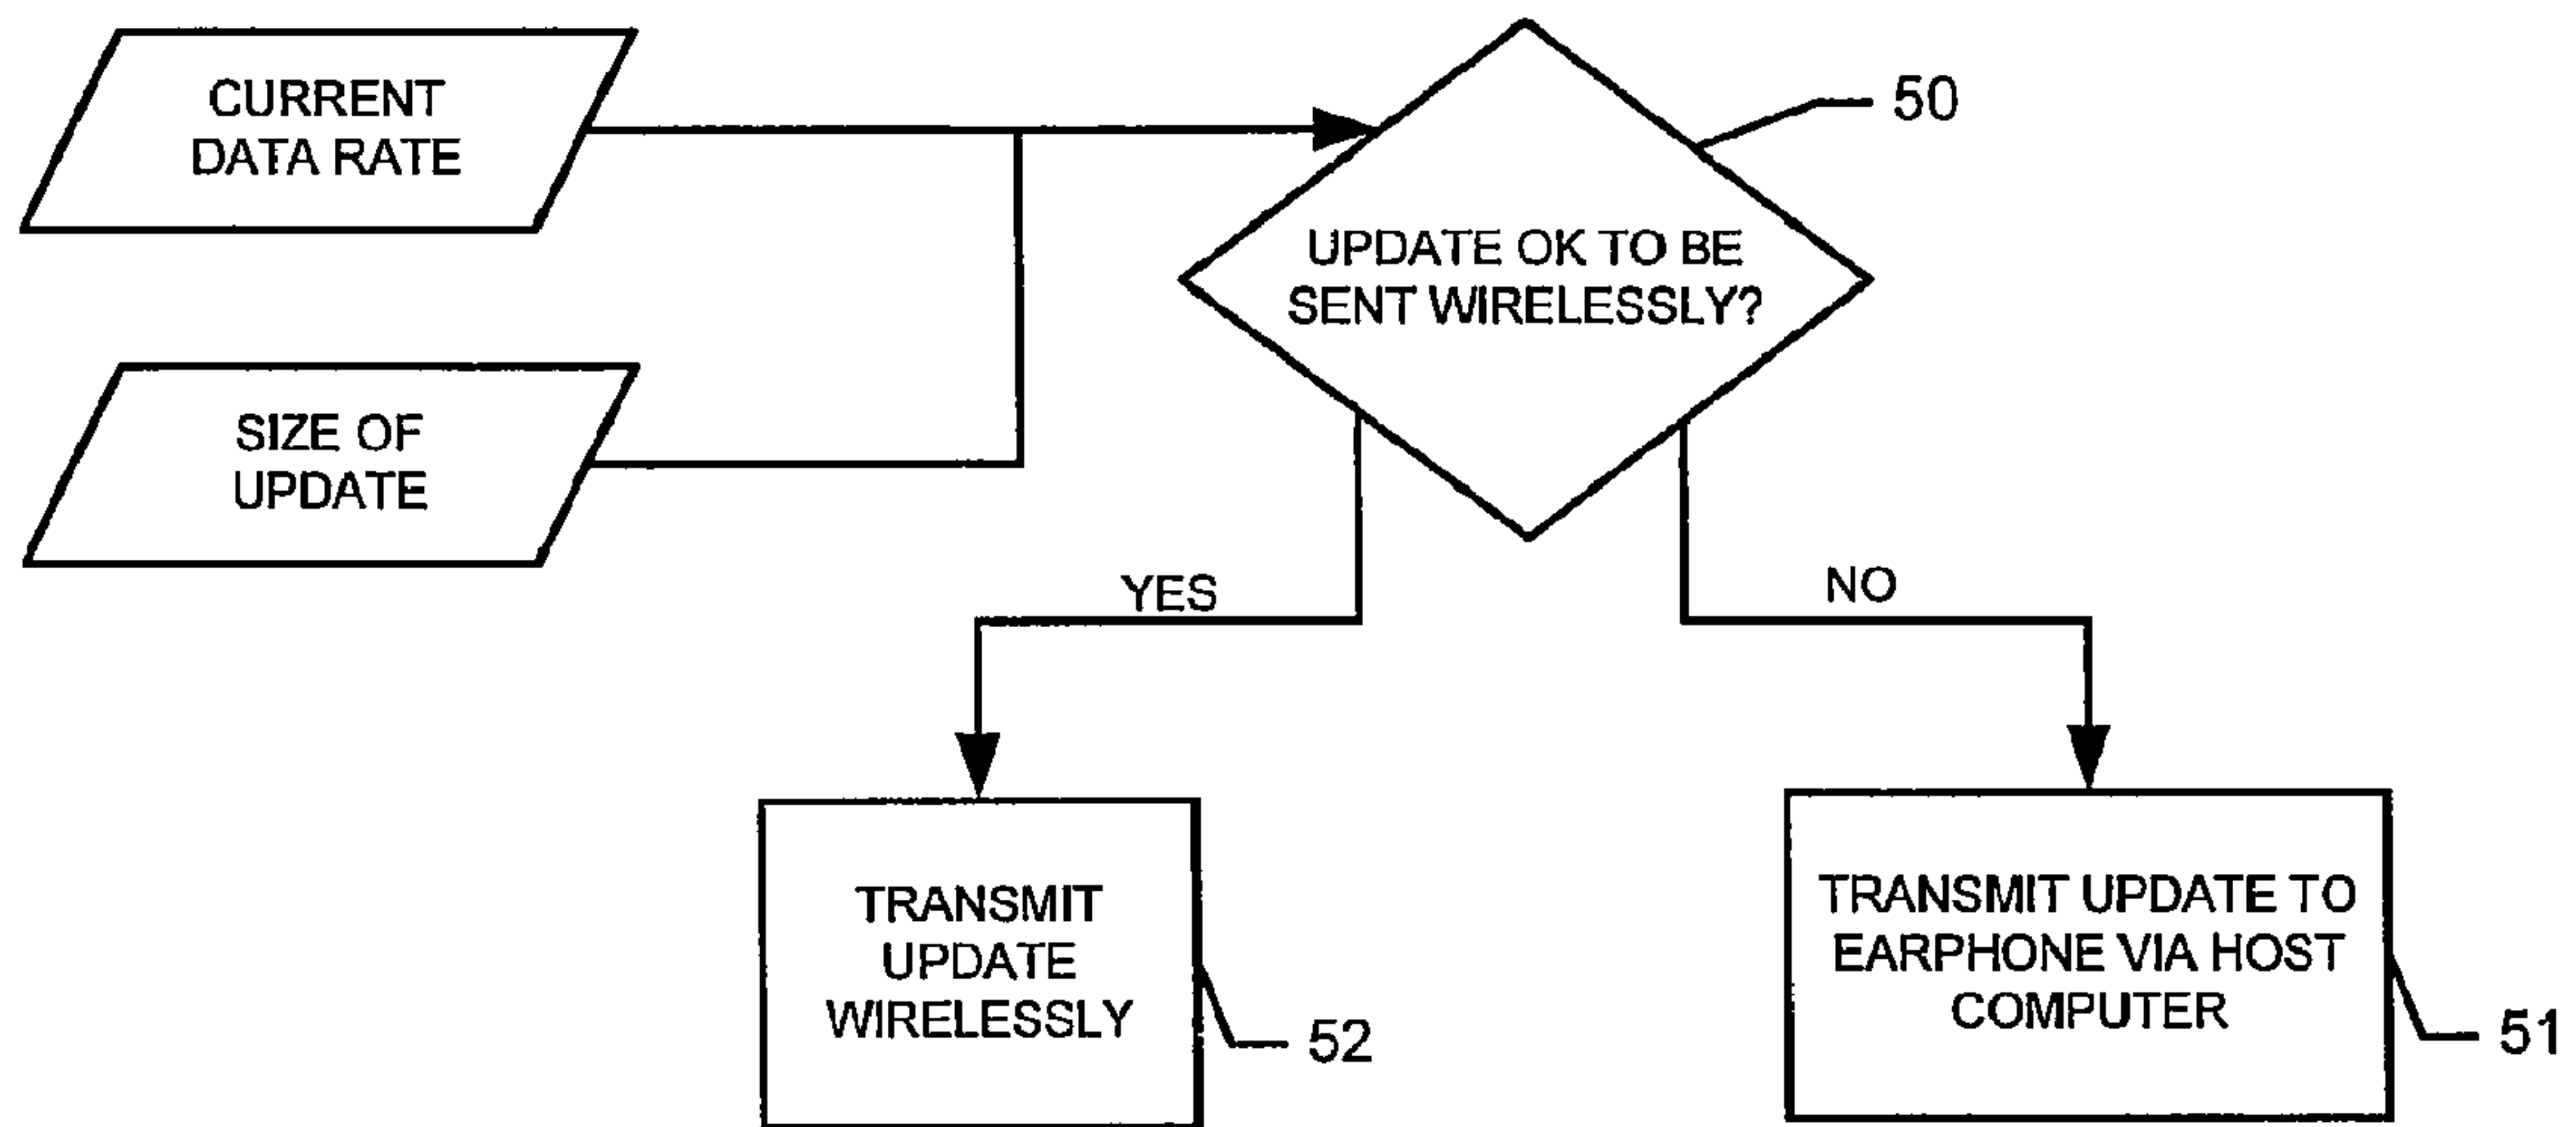 CURRENT
DATA RATE
50
UPDATE OK TO BE
SENT WIRELESSLY?
SIZE OF
UPDATE
YES
NO
TRANSMIT
UPDATE
WIRELESSLY
52
TRANSMIT UPDATE TO
EARPHONE VIA HOST
COMPUTER
51